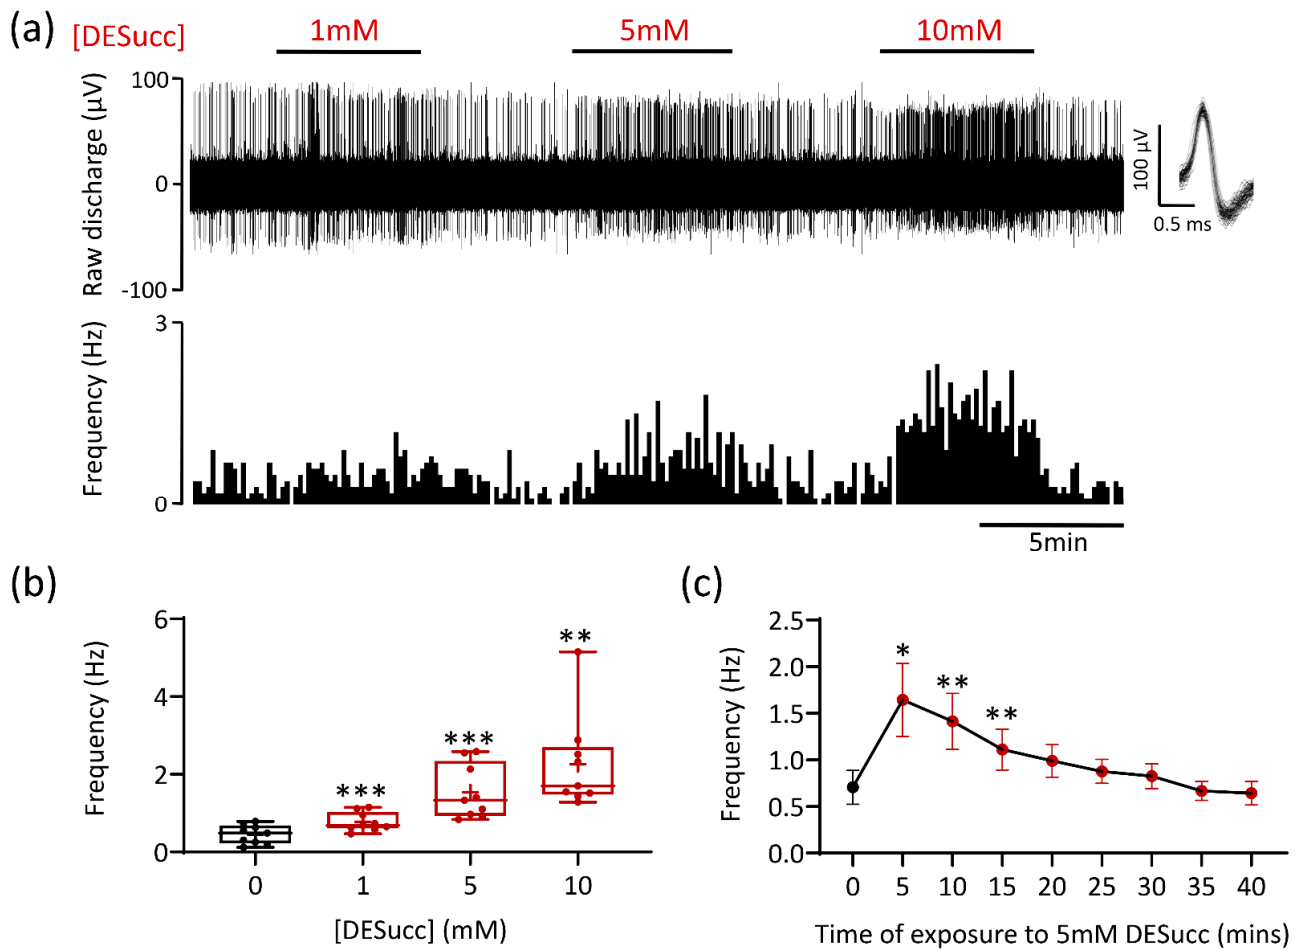 (a)
[DESucc] 1mM 5mM 10mM
Raw discharge (µV)
100
0
-100
100 µV
0.5 ms
Frequency (Hz)
3
0
5min
(b)
Frequency (Hz)
6
4
2
0
*** *** **
0 1 5 10
[DESucc] (mM)
(c)
Frequency (Hz)
2.5
2.0
1.5
1.0
0.5
0.0
* ** **
0 5 10 15 20 25 30 35 40
Time of exposure to 5mM DESucc (mins)